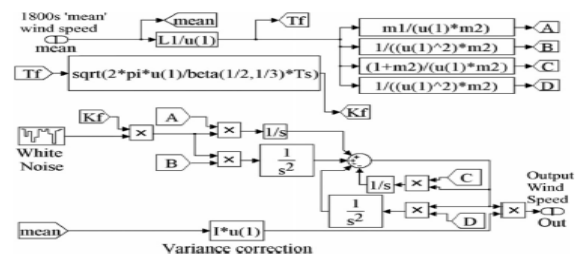 1800s 'mean'
wind speed
mean
mean
L1/u(1)
Tf
m1/(u(1)*m2)
A
1/((u(1)^2)*m2)
B
(1+m2)/(u(1)*m2)
C
1/((u(1)^2)*m2)
D
Tf
sqrt(2*pi*u(1)/beta(1/2,1/3)*Ts)
Kf
Kf
A
×
×
1/s
White
Noise
B
×
1
s²
+
+
-
-
1/s
×
C
1
s²
×
D
Output
Wind
Speed
×
Out
mean
I*u(1)
Variance correction